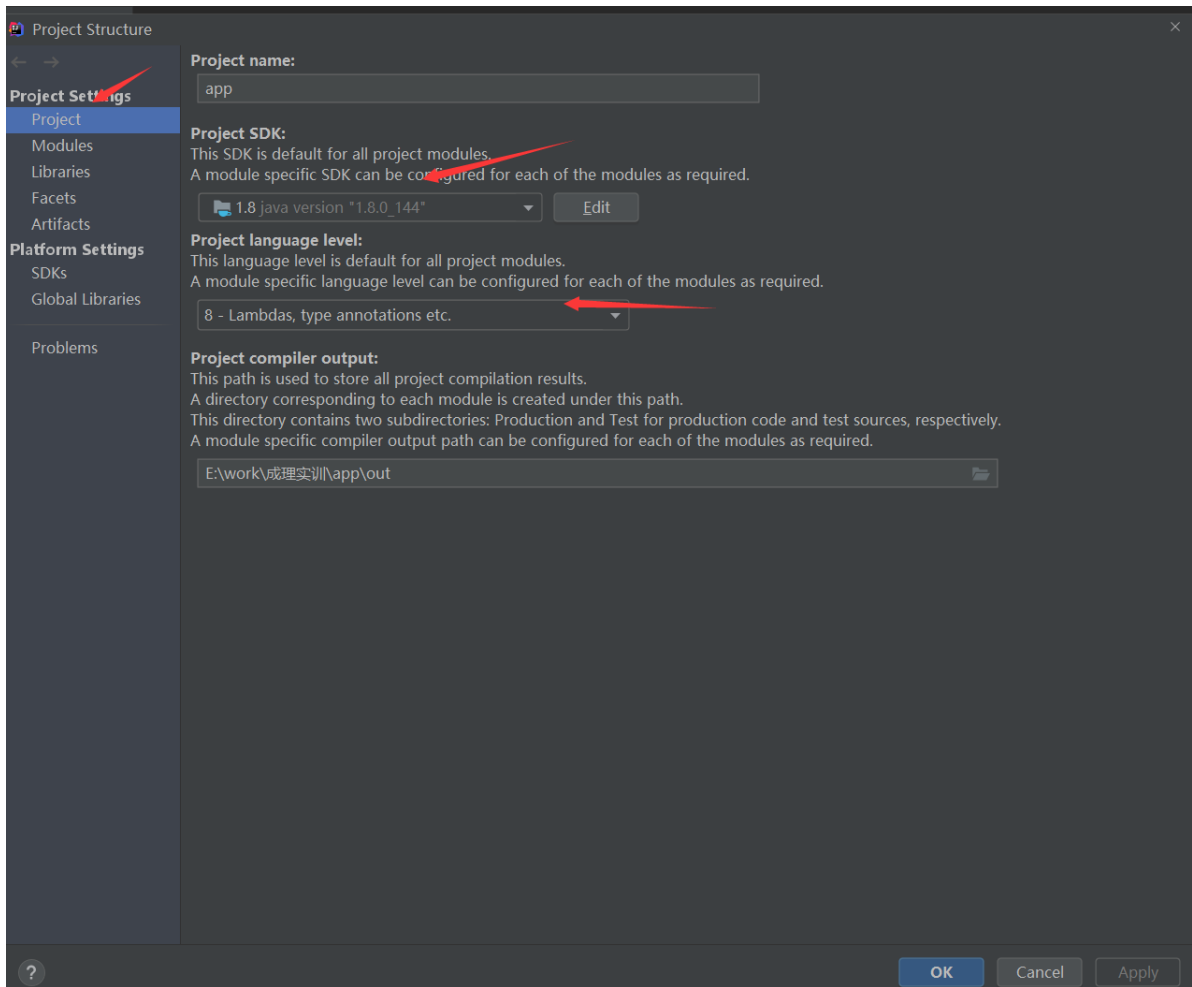 Project Structure
Project Settings
Project
Modules
Libraries
Facets
Artifacts
Platform Settings
SDKs
Global Libraries
Problems
Project name:
app
Project SDK:
This SDK is default for all project modules.
A module specific SDK can be configured for each of the modules as required.
1.8 java version "1.8.0_144"
Edit
Project language level:
This language level is default for all project modules.
A module specific language level can be configured for each of the modules as required.
8 - Lambdas, type annotations etc.
Project compiler output:
This path is used to store all project compilation results.
A directory corresponding to each module is created under this path.
This directory contains two subdirectories: Production and Test for production code and test sources, respectively.
A module specific compiler output path can be configured for each of the modules as required.
E:\work\成理实训\app\out
?
OK
Cancel
Apply